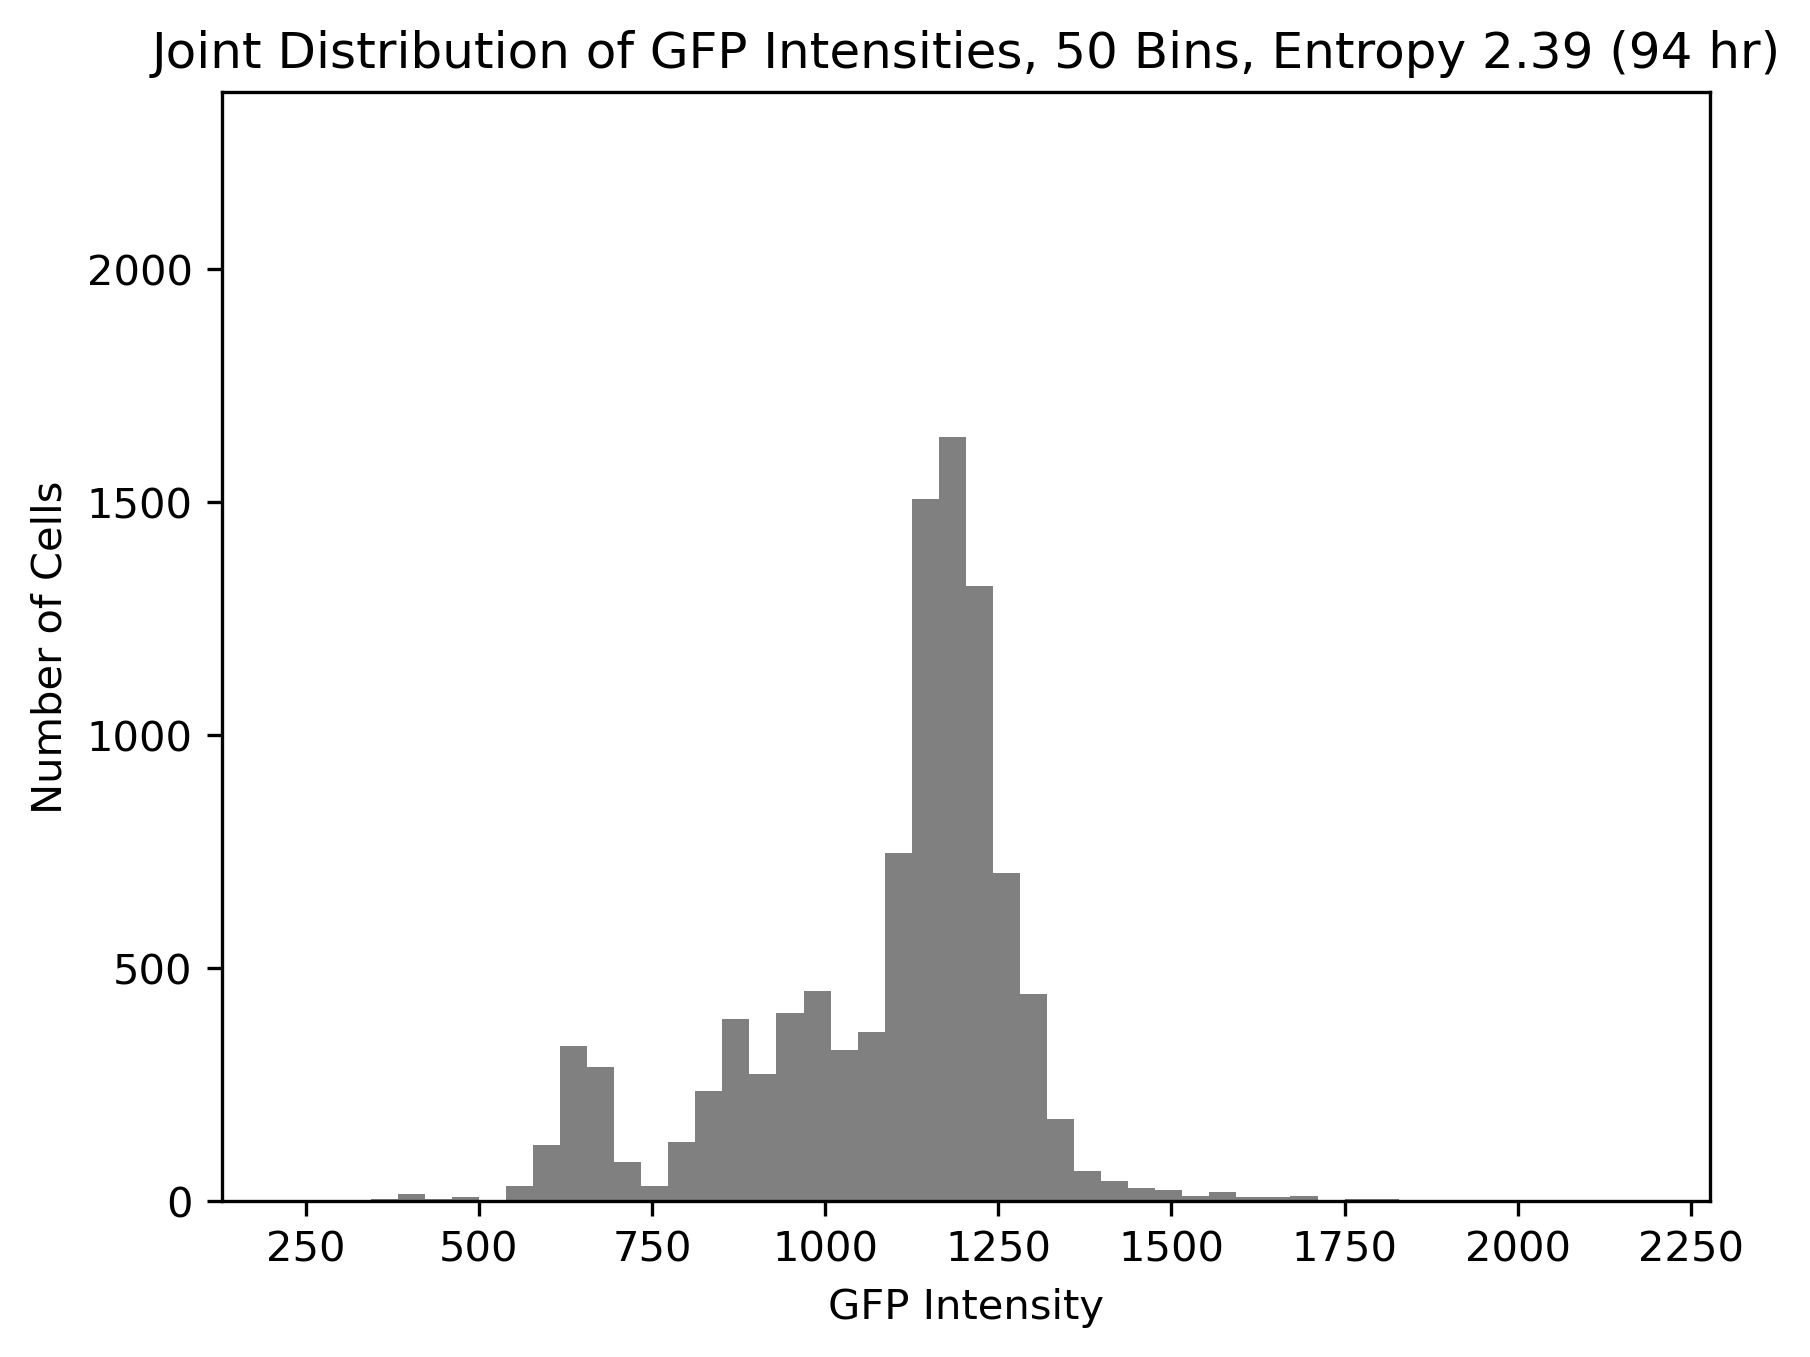 Joint Distribution of GFP Intensities, 50 Bins, Entropy 2.39 (94 hr)
2000
1500
1000
500
0
Number of Cells
250 500 750 1000 1250 1500 1750 2000 2250
GFP Intensity